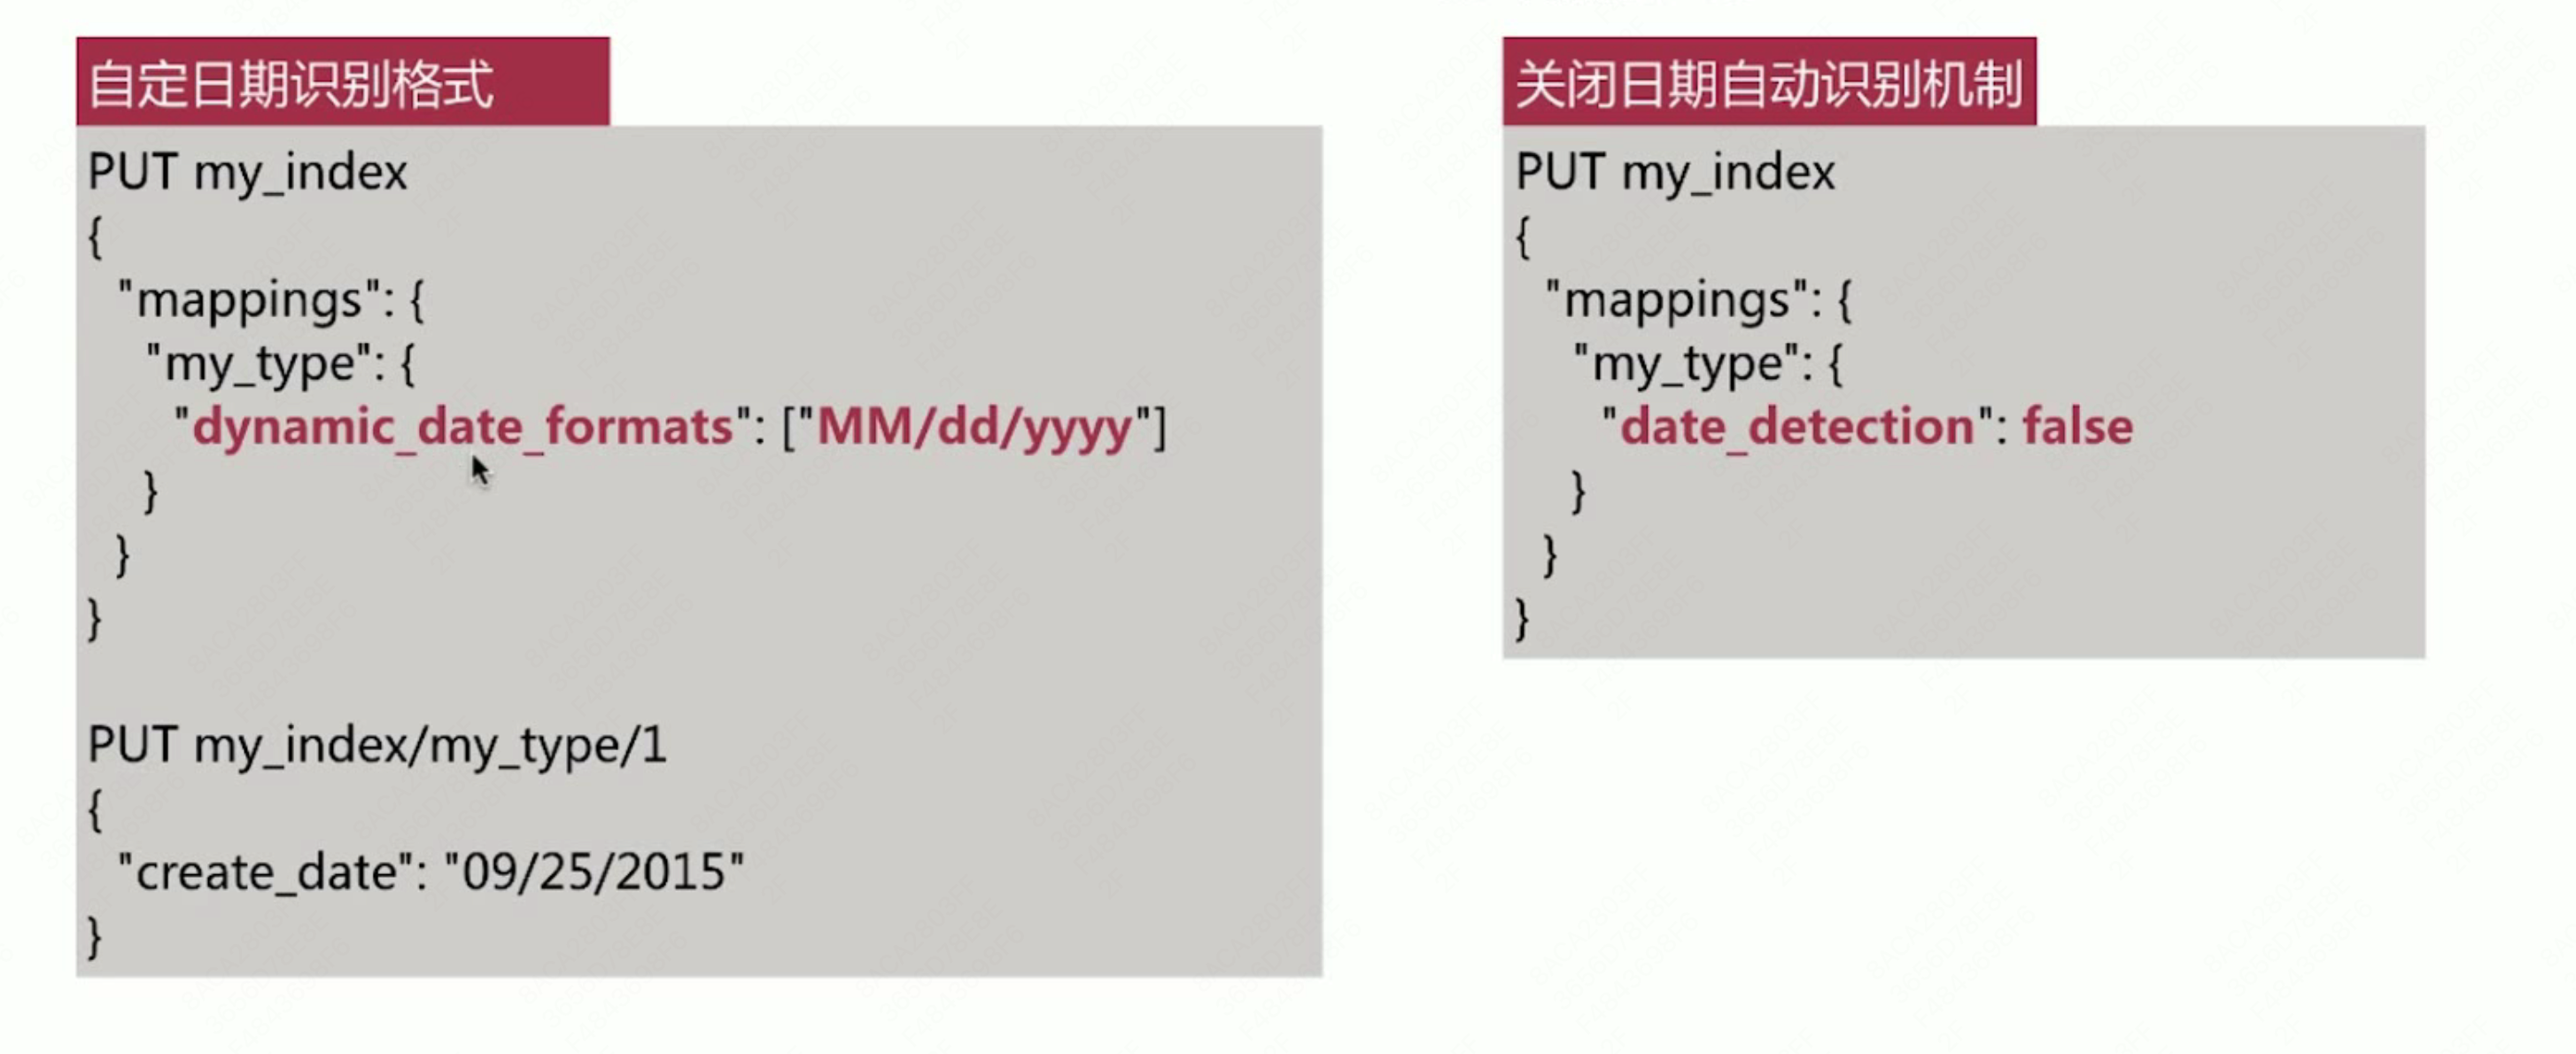 自定日期识别格式
PUT my_index
{
"mappings": {
"my_type": {
"dynamic_date_formats": ["MM/dd/yyyy"]
}
}
}
PUT my_index/my_type/1
{
"create_date": "09/25/2015"
}
关闭日期自动识别机制
PUT my_index
{
"mappings": {
"my_type": {
"date_detection": false
}
}
}